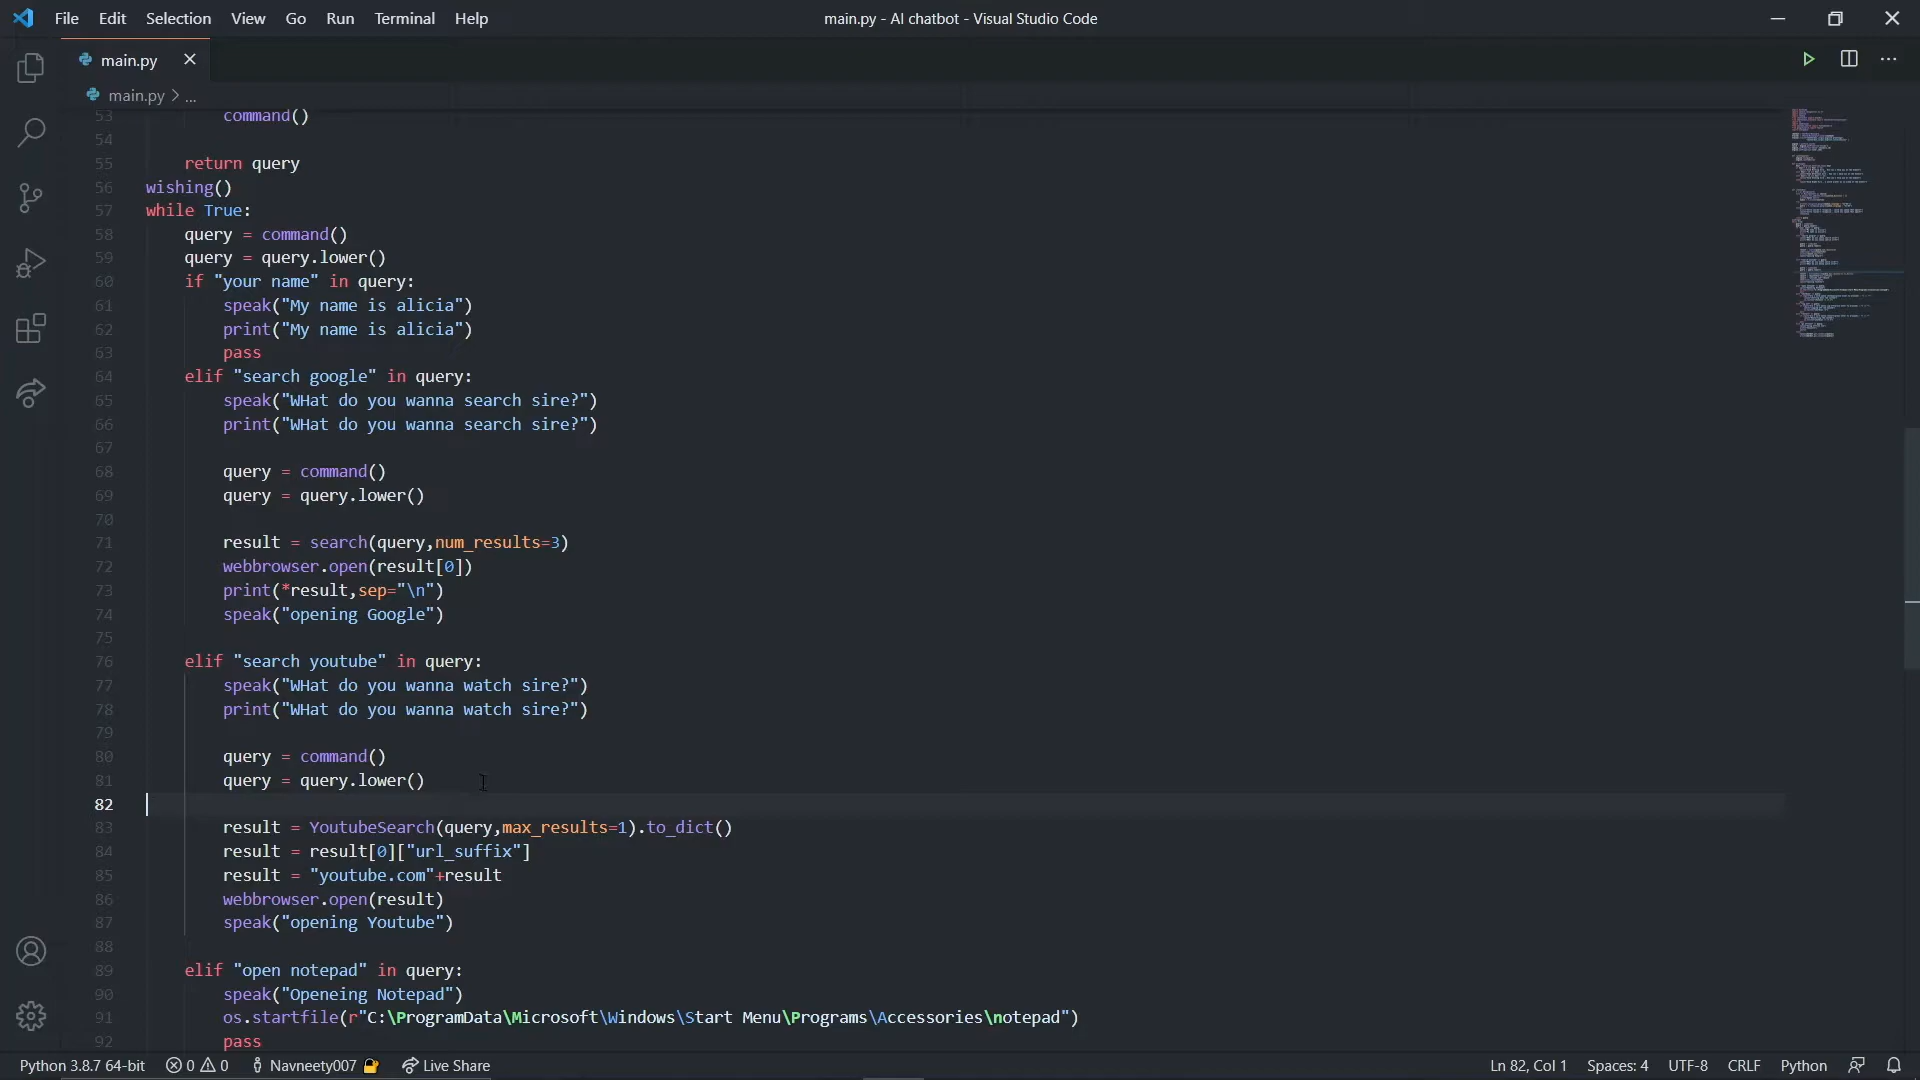 File Edit Selection View Go Run Terminal Help
main.py - AI chatbot - Visual Studio Code
main.py
main.py > ...
53 command()
54
55 return query
56 wishing()
57 while True:
58 query = command()
59 query = query.lower()
60 if "your name" in query:
61 speak("My name is alicia")
62 print("My name is alicia")
63 pass
64 elif "search google" in query:
65 speak("WHat do you wanna search sire?")
66 print("WHat do you wanna search sire?")
67
68 query = command()
69 query = query.lower()
70
71 result = search(query,num_results=3)
72 webbrowser.open(result[0])
73 print(*result,sep="\n")
74 speak("opening Google")
75
76 elif "search youtube" in query:
77 speak("WHat do you wanna watch sire?")
78 print("WHat do you wanna watch sire?")
79
80 query = command()
81 query = query.lower()
82
83 result = YoutubeSearch(query,max_results=1).to_dict()
84 result = result[0]["url_suffix"]
85 result = "youtube.com"+result
86 webbrowser.open(result)
87 speak("opening Youtube")
88
89 elif "open notepad" in query:
90 speak("Openeing Notepad")
91 os.startfile(r"C:\ProgramData\Microsoft\Windows\Start Menu\Programs\Accessories\notepad")
92 pass
Python 3.8.7 64-bit 0 0 Navneety007 Live Share Ln 82, Col 1 Spaces: 4 UTF-8 CRLF Python